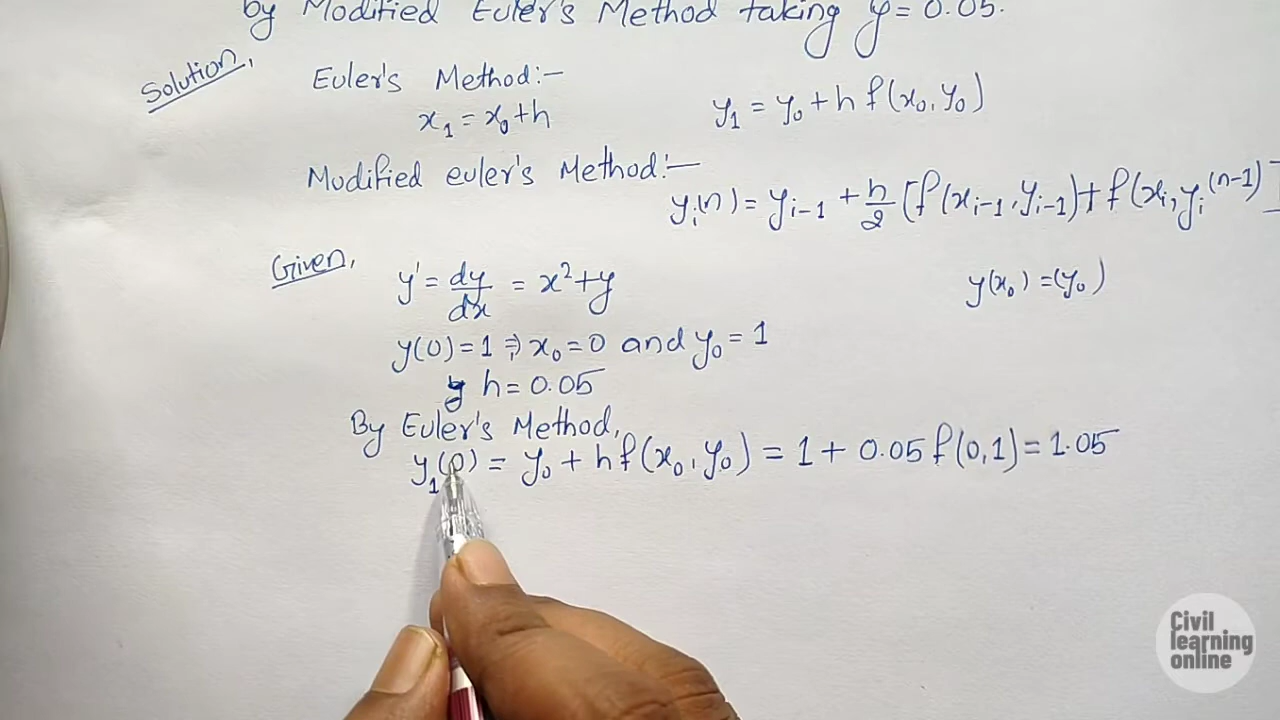 by Modified Euler's Method taking y = 0.05.
Solution,
Euler's Method:-
x₁ = x₀ + h
y₁ = y₀ + h f(x₀, y₀)
Modified euler's Method:-
yᵢ(n) = yᵢ₋₁ + h/2 [f(xᵢ₋₁, yᵢ₋₁) + f(xᵢ, yᵢ⁽ⁿ⁻¹⁾]
Given,
y' = dy/dx = x² + y
y(x₀) = (y₀)
y(0) = 1 ⇒ x₀ = 0 and y₀ = 1
h = 0.05
By Euler's Method,
y₁(0) = y₀ + h f(x₀, y₀) = 1 + 0.05 f(0,1) = 1.05
Civil
learning
online